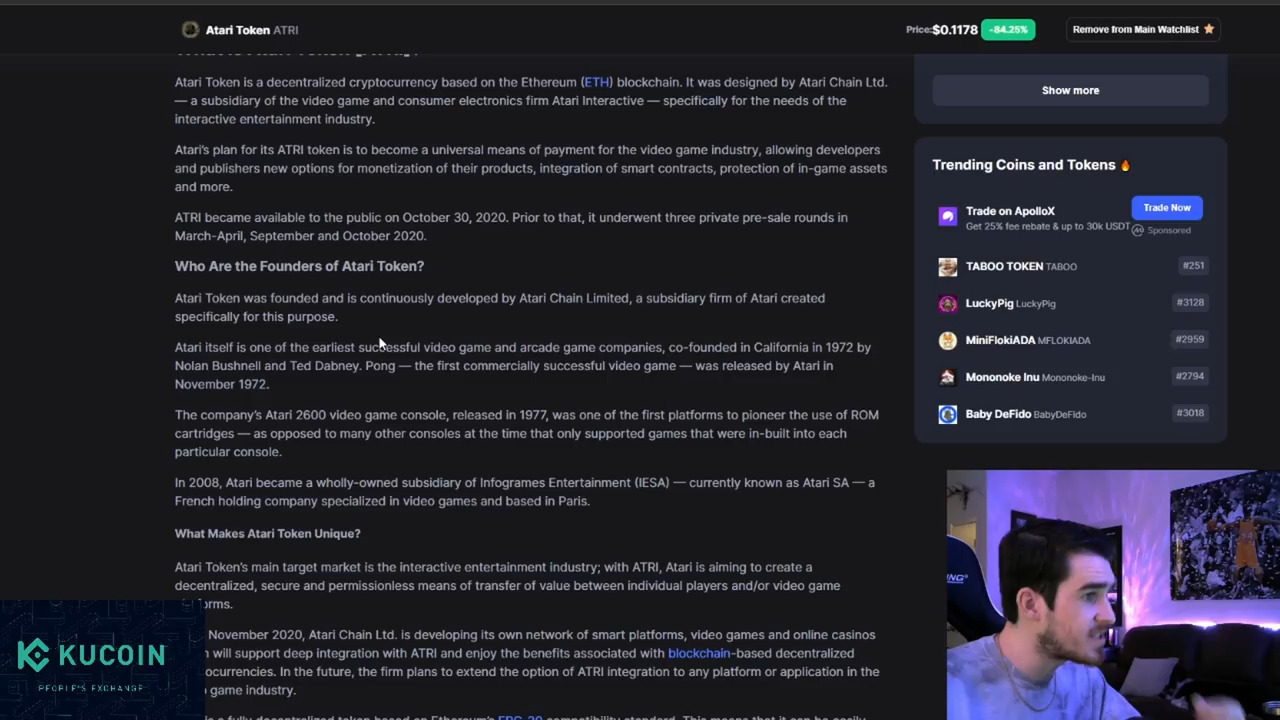 Atari Token ATRI
Price:$0.1178 -84.25%
Remove from Main Watchlist
Atari Token is a decentralized cryptocurrency based on the Ethereum (ETH) blockchain. It was designed by Atari Chain Ltd.
— a subsidiary of the video game and consumer electronics firm Atari Interactive — specifically for the needs of the
interactive entertainment industry.
Atari's plan for its ATRI token is to become a universal means of payment for the video game industry, allowing developers
and publishers new options for monetization of their products, integration of smart contracts, protection of in-game assets
and more.
ATRI became available to the public on October 30, 2020. Prior to that, it underwent three private pre-sale rounds in
March-April, September and October 2020.
Who Are the Founders of Atari Token?
Atari Token was founded and is continuously developed by Atari Chain Limited, a subsidiary firm of Atari created
specifically for this purpose.
Atari itself is one of the earliest successful video game and arcade game companies, co-founded in California in 1972 by
Nolan Bushnell and Ted Dabney. Pong — the first commercially successful video game — was released by Atari in
November 1972.
The company's Atari 2600 video game console, released in 1977, was one of the first platforms to pioneer the use of ROM
cartridges — as opposed to many other consoles at the time that only supported games that were in-built into each
particular console.
In 2008, Atari became a wholly-owned subsidiary of Infogrames Entertainment (IESA) — currently known as Atari SA — a
French holding company specialized in video games and based in Paris.
What Makes Atari Token Unique?
Atari Token's main target market is the interactive entertainment industry; with ATRI, Atari is aiming to create a
decentralized, secure and permissionless means of transfer of value between individual players and/or video game
November 2020, Atari Chain Ltd. is developing its own network of smart platforms, video games and online casinos
will support deep integration with ATRI and enjoy the benefits associated with blockchain-based decentralized
In the future, the firm plans to extend the option of ATRI integration to any platform or application in the
game industry.
is a fully decentralized token based on Ethereum's ERC-20 compatibility standard. This means that it can be easily
Show more
Trending Coins and Tokens
Trade on ApolloX
Get 25% fee rebate & up to 30k USDT
Trade Now
Sponsored
TABOO TOKEN TABOO #251
LuckyPig LuckyPig #3128
MiniFlokiADA MFLOKIADA #2959
Mononoke Inu Mononoke-Inu #2794
Baby DeFido BabyDeFido #3018
KUCOIN
PEOPLE'S EXCHANGE